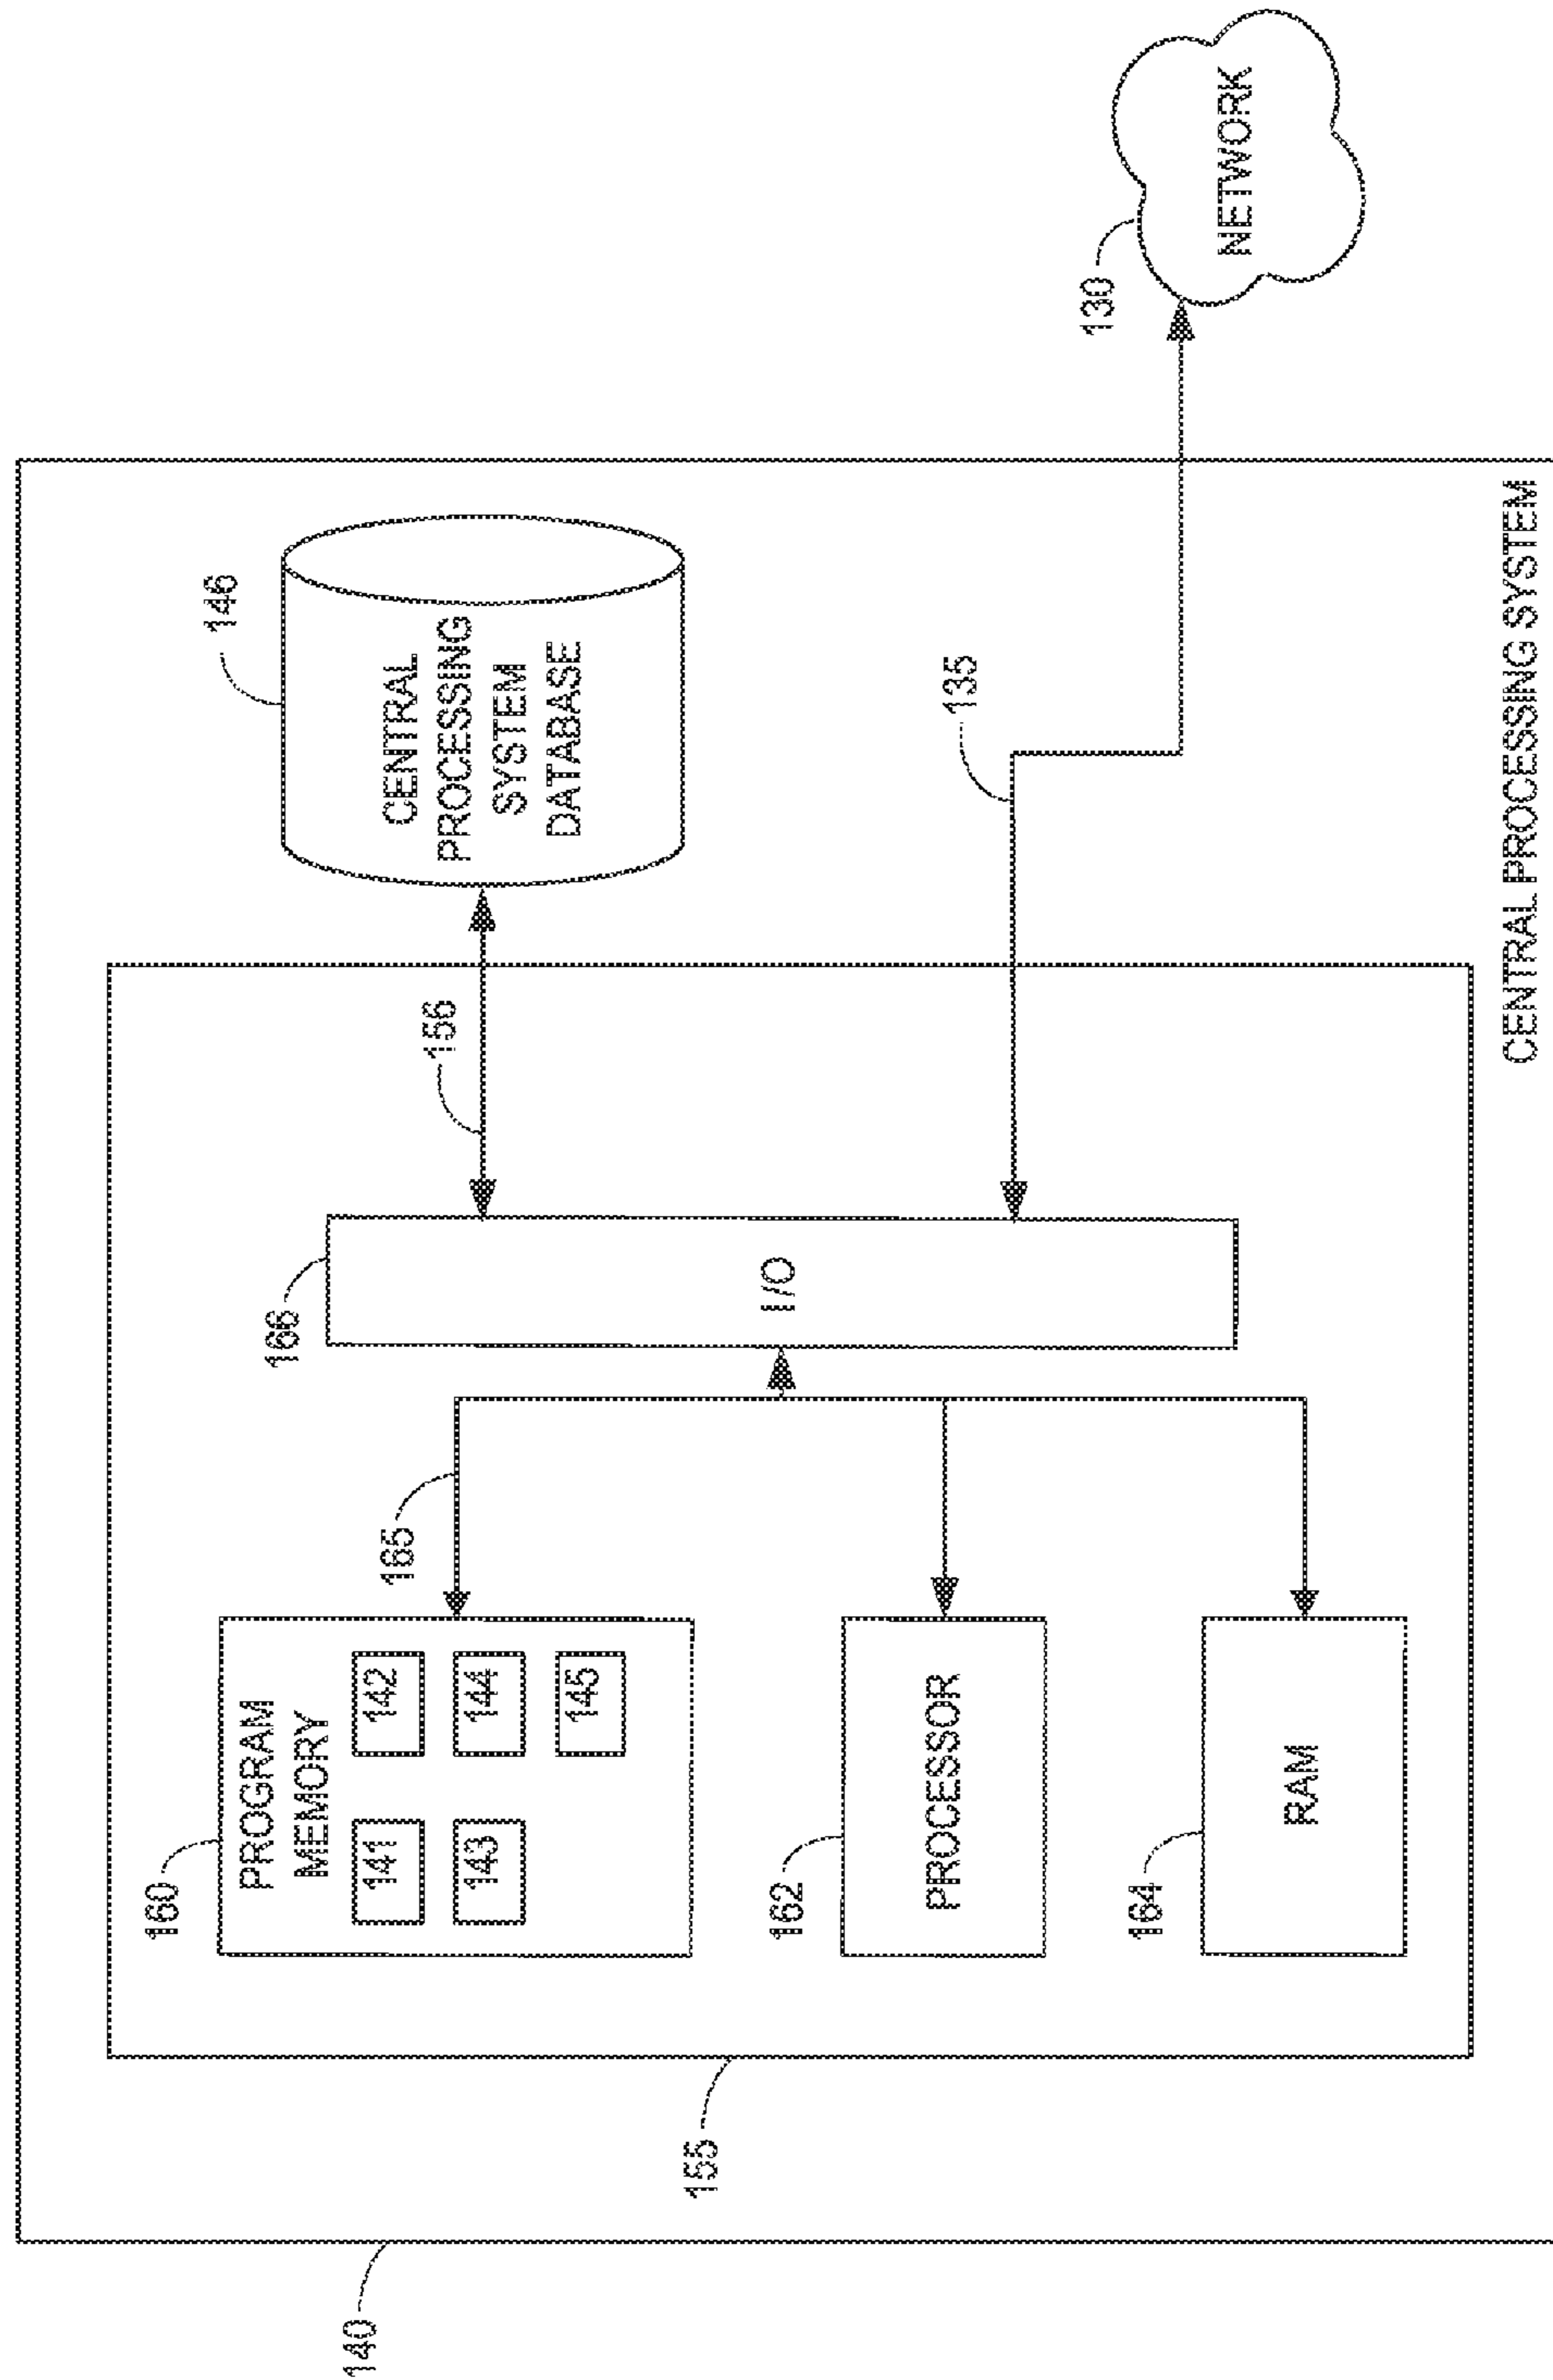 140
155
160
PROGRAM
MEMORY
141
142
143
144
145
165
162
PROCESSOR
164
RAM
166
I/O
156
146
CENTRAL
PROCESSING
SYSTEM
DATABASE
135
130
NETWORK
CENTRAL PROCESSING SYSTEM